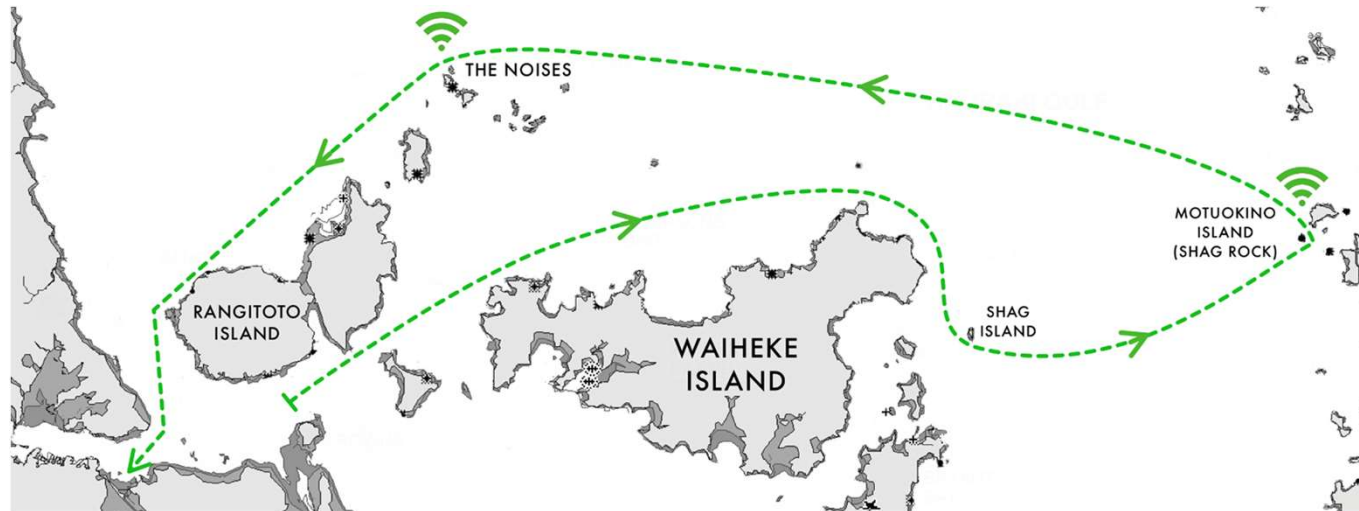 THE NOISES
MOTUOKINO
ISLAND
(SHAG ROCK)
RANGITOTO
ISLAND
SHAG
ISLAND
WAIHEKE
ISLAND